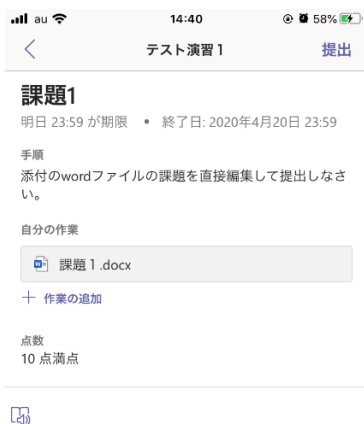 au 14:40 58%
テスト演習1 提出
課題1
明日 23:59 が期限 • 終了日: 2020年4月20日 23:59
手順
添付のwordファイルの課題を直接編集して提出しなさ
い。
自分の作業
課題1.docx
＋ 作業の追加
点数
10 点満点